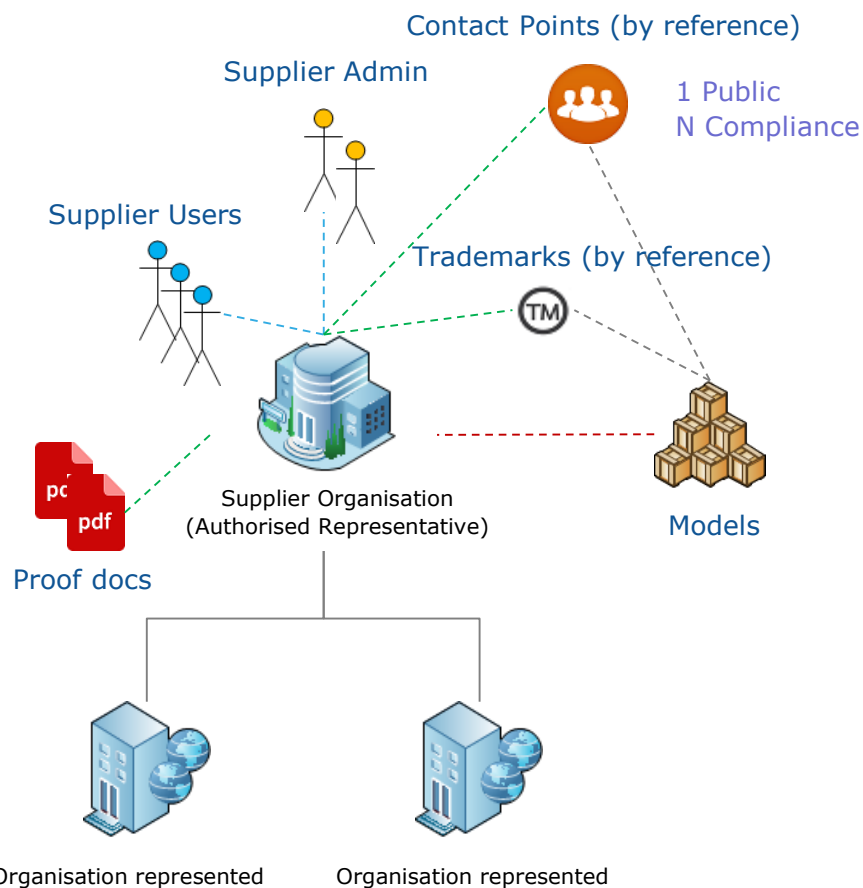 Contact Points (by reference)
Supplier Admin
1 Public
N Compliance
Supplier Users
Trademarks (by reference)
TM
pdf
Supplier Organisation
(Authorised Representative)
Models
Proof docs
Organisation represented
Organisation represented